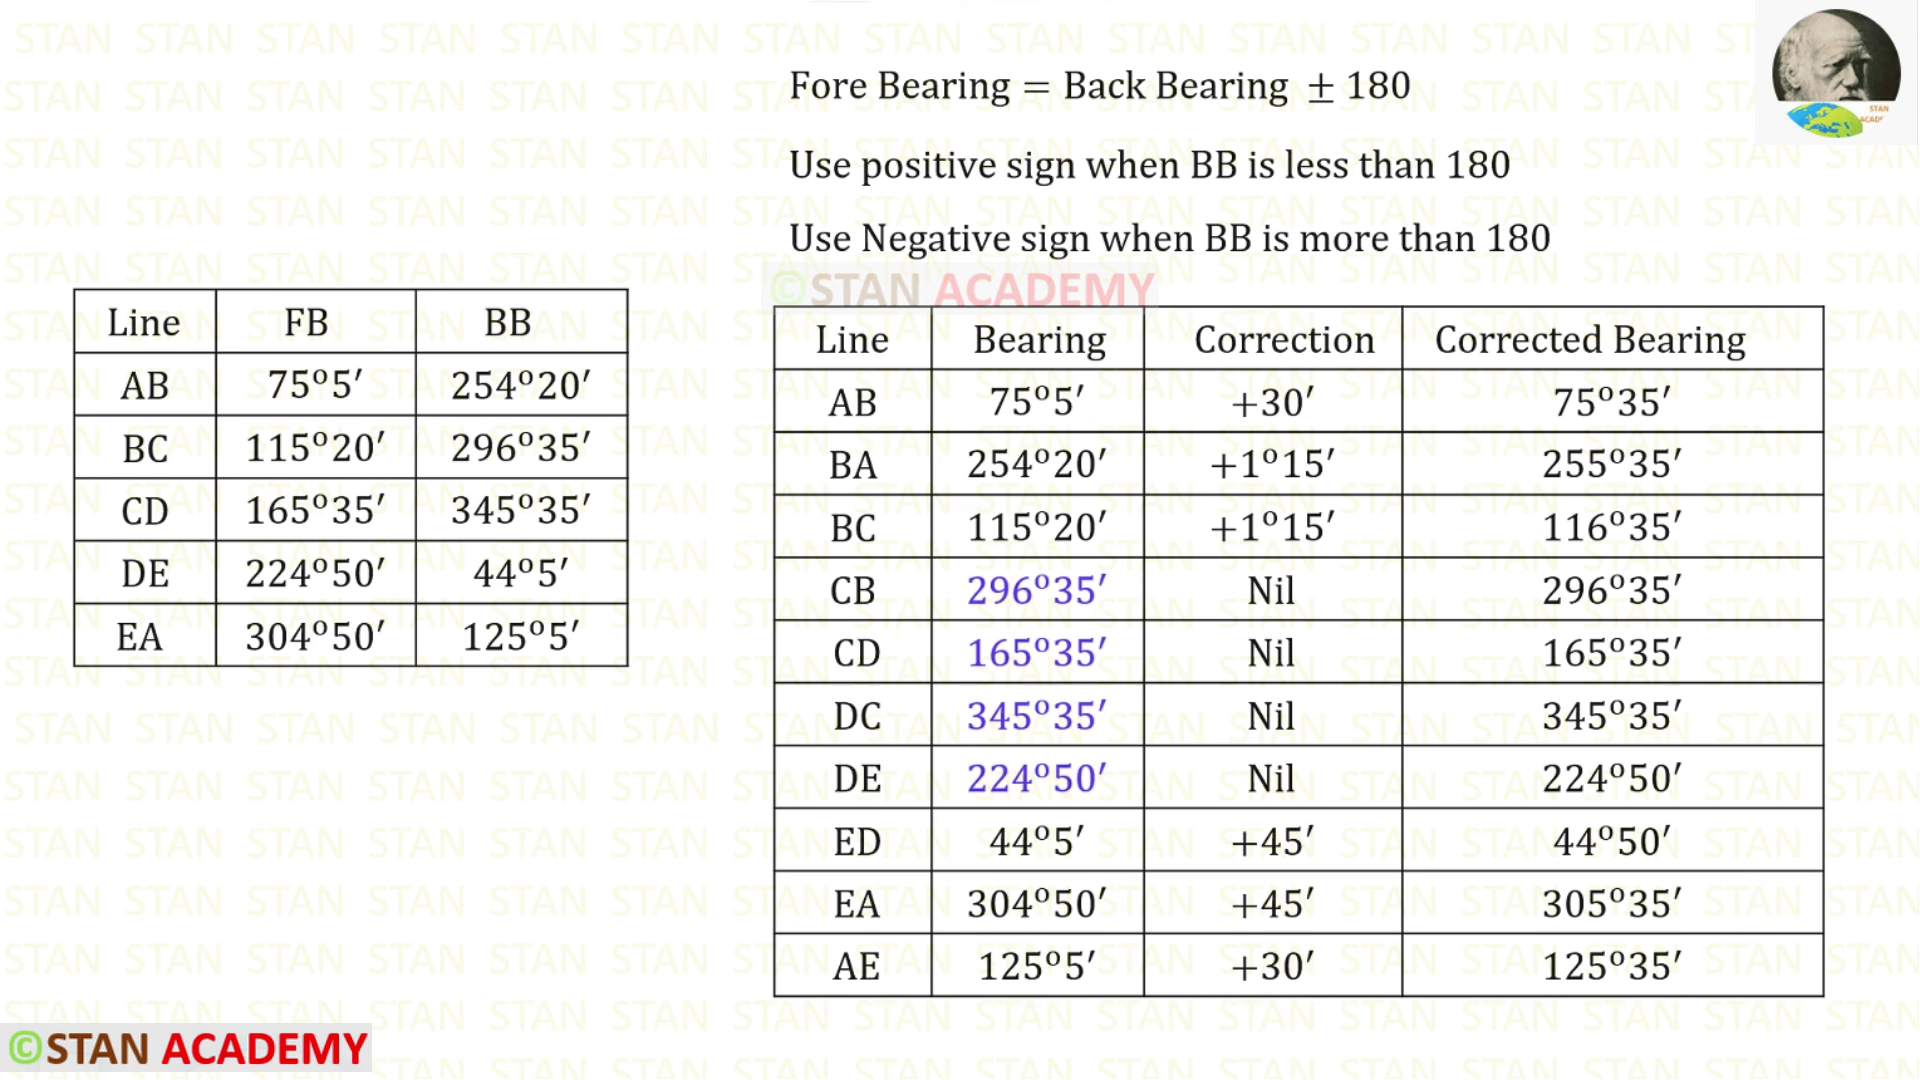 Fore Bearing = Back Bearing ± 180
Use positive sign when BB is less than 180
Use Negative sign when BB is more than 180
©STAN ACADEMY
Line FB BB
AB 75°5′ 254°20′
BC 115°20′ 296°35′
CD 165°35′ 345°35′
DE 224°50′ 44°5′
EA 304°50′ 125°5′
Line Bearing Correction Corrected Bearing
AB 75°5′ +30′ 75°35′
BA 254°20′ +1°15′ 255°35′
BC 115°20′ +1°15′ 116°35′
CB 296°35′ Nil 296°35′
CD 165°35′ Nil 165°35′
DC 345°35′ Nil 345°35′
DE 224°50′ Nil 224°50′
ED 44°5′ +45′ 44°50′
EA 304°50′ +45′ 305°35′
AE 125°5′ +30′ 125°35′
©STAN ACADEMY